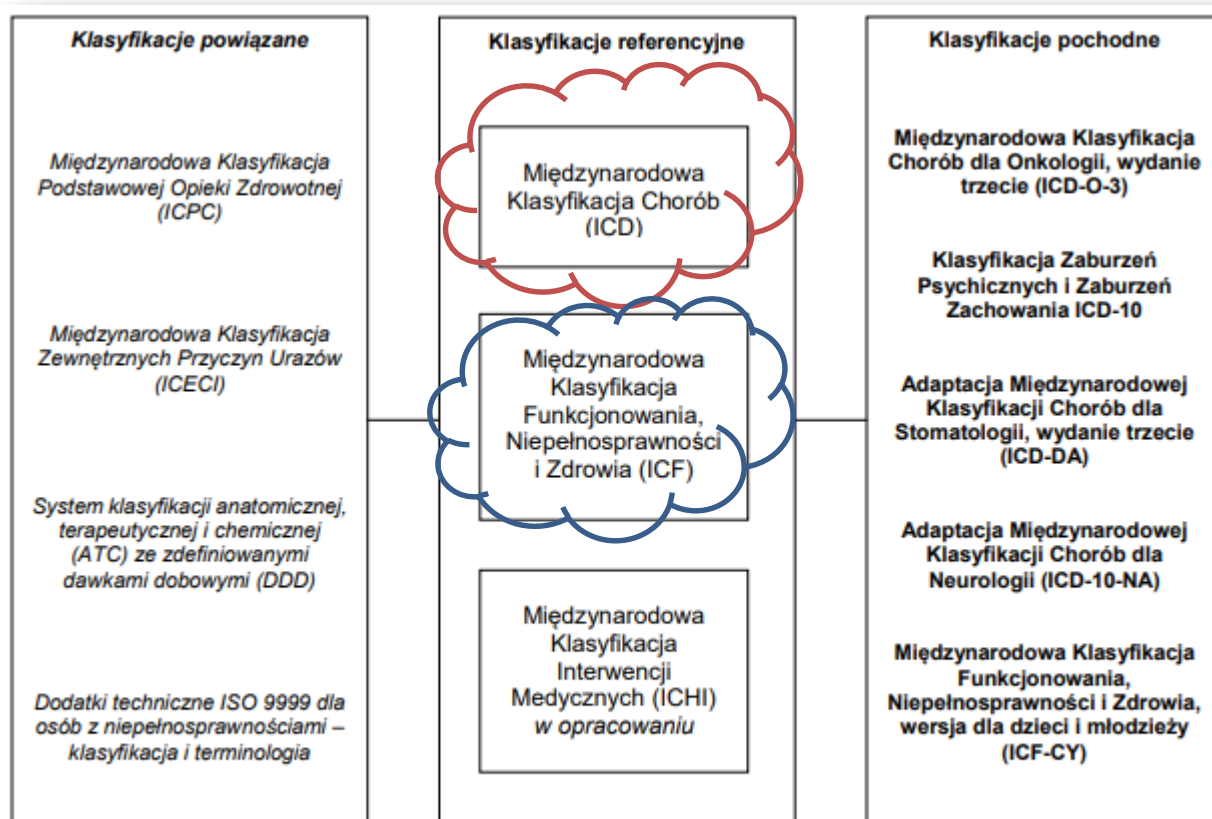 Klasyfikacje powiązane
Międzynarodowa Klasyfikacja
Podstawowej Opieki Zdrowotnej
(ICPC)
Międzynarodowa Klasyfikacja
Zewnętrznych Przyczyn Urazów
(ICECI)
System klasyfikacji anatomicznej,
terapeutycznej i chemicznej
(ATC) ze zdefiniowanymi
dawkami dobowymi (DDD)
Dodatki techniczne ISO 9999 dla
osób z niepełnosprawnościami –
klasyfikacja i terminologia
Klasyfikacje referencyjne
Międzynarodowa
Klasyfikacja Chorób
(ICD)
Międzynarodowa
Klasyfikacja
Funkcjonowania,
Niepełnosprawności
i Zdrowia (ICF)
Międzynarodowa
Klasyfikacja
Interwencji
Medycznych (ICHI)
w opracowaniu
Klasyfikacje pochodne
Międzynarodowa Klasyfikacja
Chorób dla Onkologii, wydanie
trzecie (ICD-O-3)
Klasyfikacja Zaburzeń
Psychicznych i Zaburzeń
Zachowania ICD-10
Adaptacja Międzynarodowej
Klasyfikacji Chorób dla
Stomatologii, wydanie trzecie
(ICD-DA)
Adaptacja Międzynarodowej
Klasyfikacji Chorób dla
Neurologii (ICD-10-NA)
Międzynarodowa Klasyfikacja
Funkcjonowania,
Niepełnosprawności i Zdrowia,
wersja dla dzieci i młodzieży
(ICF-CY)